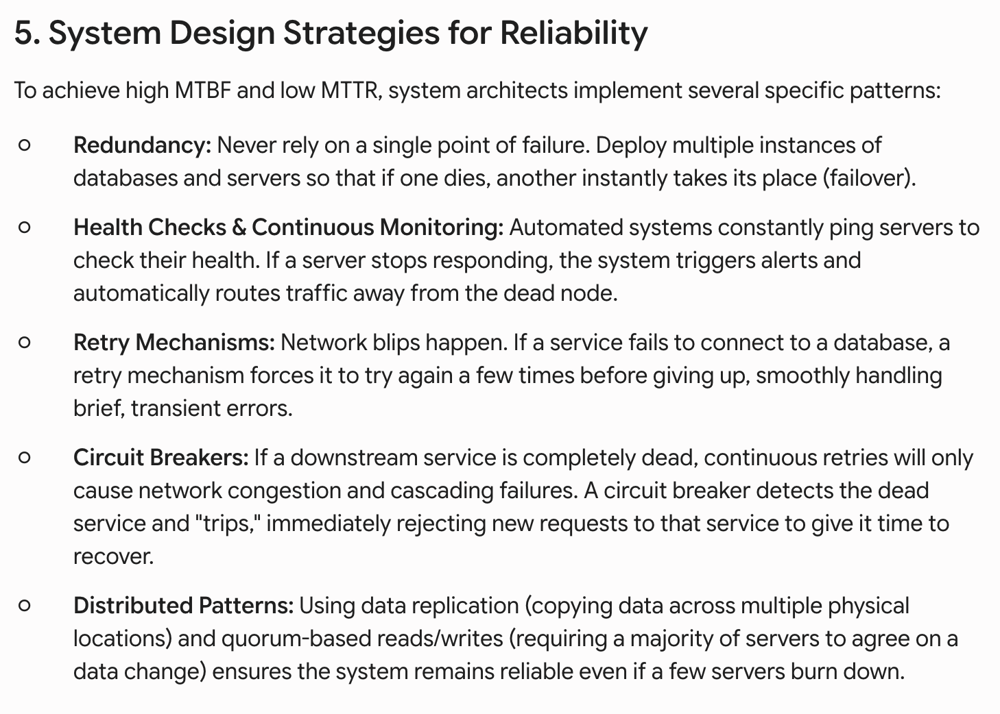 5. System Design Strategies for Reliability
To achieve high MTBF and low MTTR, system architects implement several specific patterns:
Redundancy: Never rely on a single point of failure. Deploy multiple instances of
databases and servers so that if one dies, another instantly takes its place (failover).
Health Checks & Continuous Monitoring: Automated systems constantly ping servers to
check their health. If a server stops responding, the system triggers alerts and
automatically routes traffic away from the dead node.
Retry Mechanisms: Network blips happen. If a service fails to connect to a database, a
retry mechanism forces it to try again a few times before giving up, smoothly handling
brief, transient errors.
Circuit Breakers: If a downstream service is completely dead, continuous retries will only
cause network congestion and cascading failures. A circuit breaker detects the dead
service and "trips," immediately rejecting new requests to that service to give it time to
recover.
Distributed Patterns: Using data replication (copying data across multiple physical
locations) and quorum-based reads/writes (requiring a majority of servers to agree on a
data change) ensures the system remains reliable even if a few servers burn down.